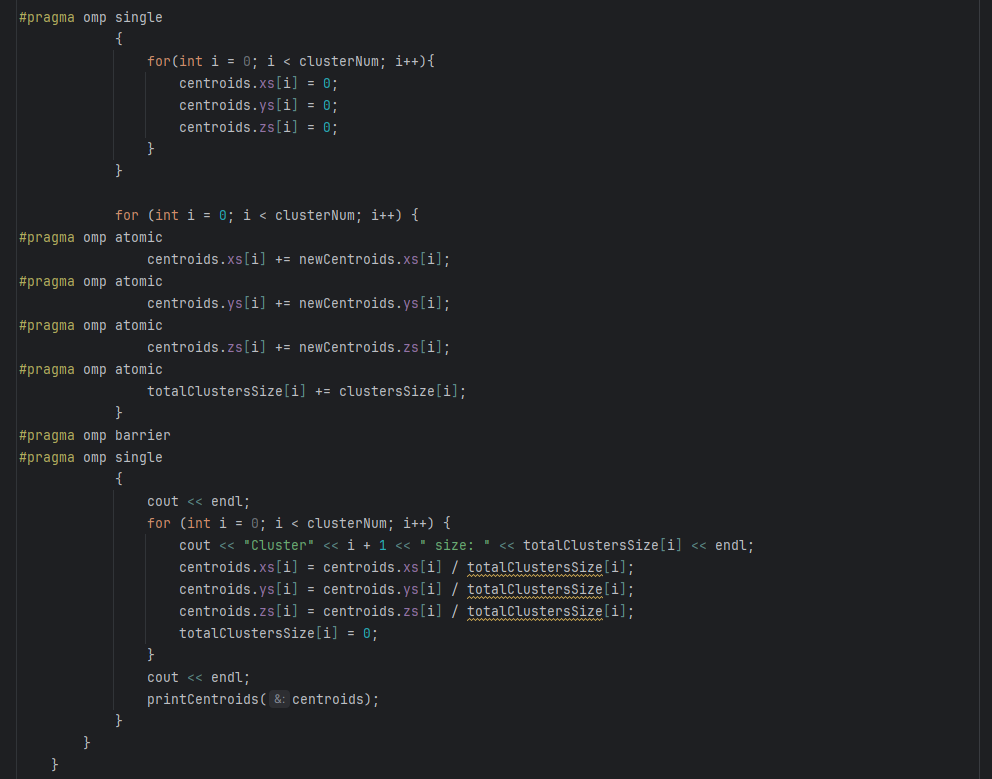 #pragma omp single
            {
                for(int i = 0; i < clusterNum; i++){
                    centroids.xs[i] = 0;
                    centroids.ys[i] = 0;
                    centroids.zs[i] = 0;
                }
            }

            for (int i = 0; i < clusterNum; i++) {
#pragma omp atomic
                centroids.xs[i] += newCentroids.xs[i];
#pragma omp atomic
                centroids.ys[i] += newCentroids.ys[i];
#pragma omp atomic
                centroids.zs[i] += newCentroids.zs[i];
#pragma omp atomic
                totalClustersSize[i] += clustersSize[i];
            }
#pragma omp barrier
#pragma omp single
            {
                cout << endl;
                for (int i = 0; i < clusterNum; i++) {
                    cout << "Cluster" << i + 1 << " size: " << totalClustersSize[i] << endl;
                    centroids.xs[i] = centroids.xs[i] / totalClustersSize[i];
                    centroids.ys[i] = centroids.ys[i] / totalClustersSize[i];
                    centroids.zs[i] = centroids.zs[i] / totalClustersSize[i];
                    totalClustersSize[i] = 0;
                }
                cout << endl;
                printCentroids( &: centroids);
            }
        }
    }